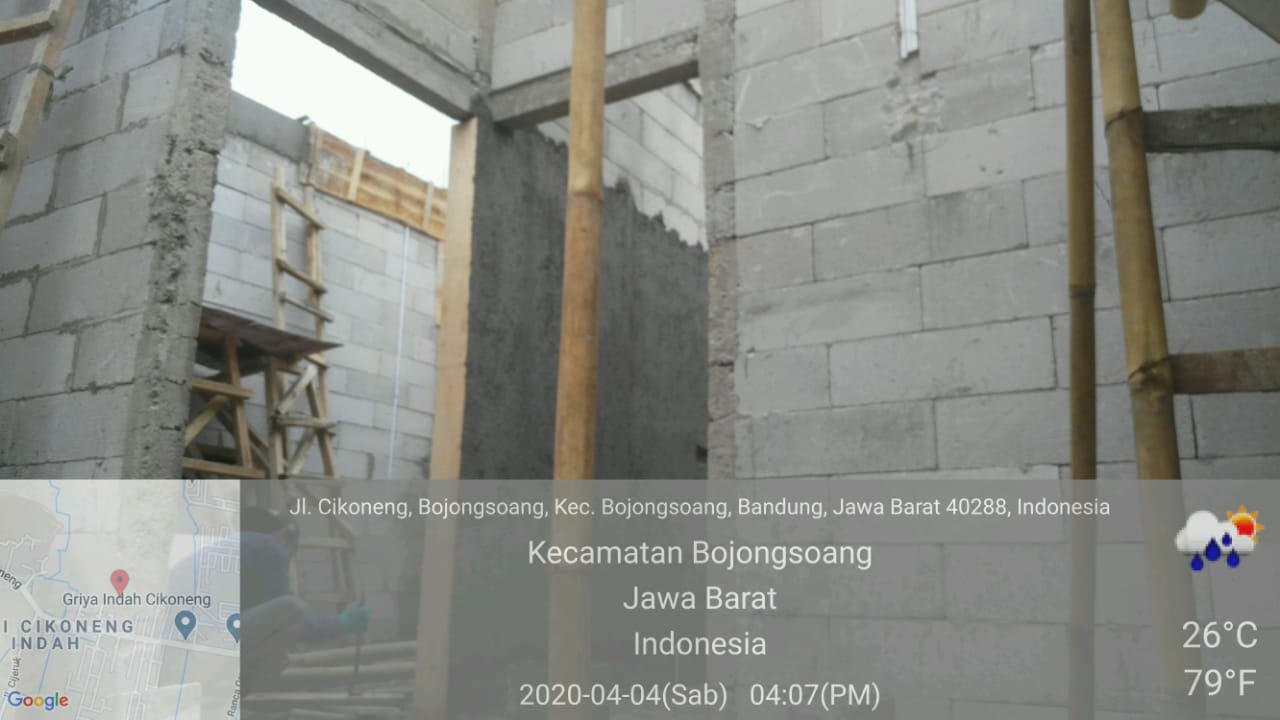 Jl. Cikoneng, Bojongsoang, Kec. Bojongsoang, Bandung, Jawa Barat 40288, Indonesia
Kecamatan Bojongsoang
Jawa Barat
Indonesia
2020-04-04(Sab) 04:07(PM)
26°C
79°F
Griya Indah Cikoneng
I CIKONENG
INDAH
Google